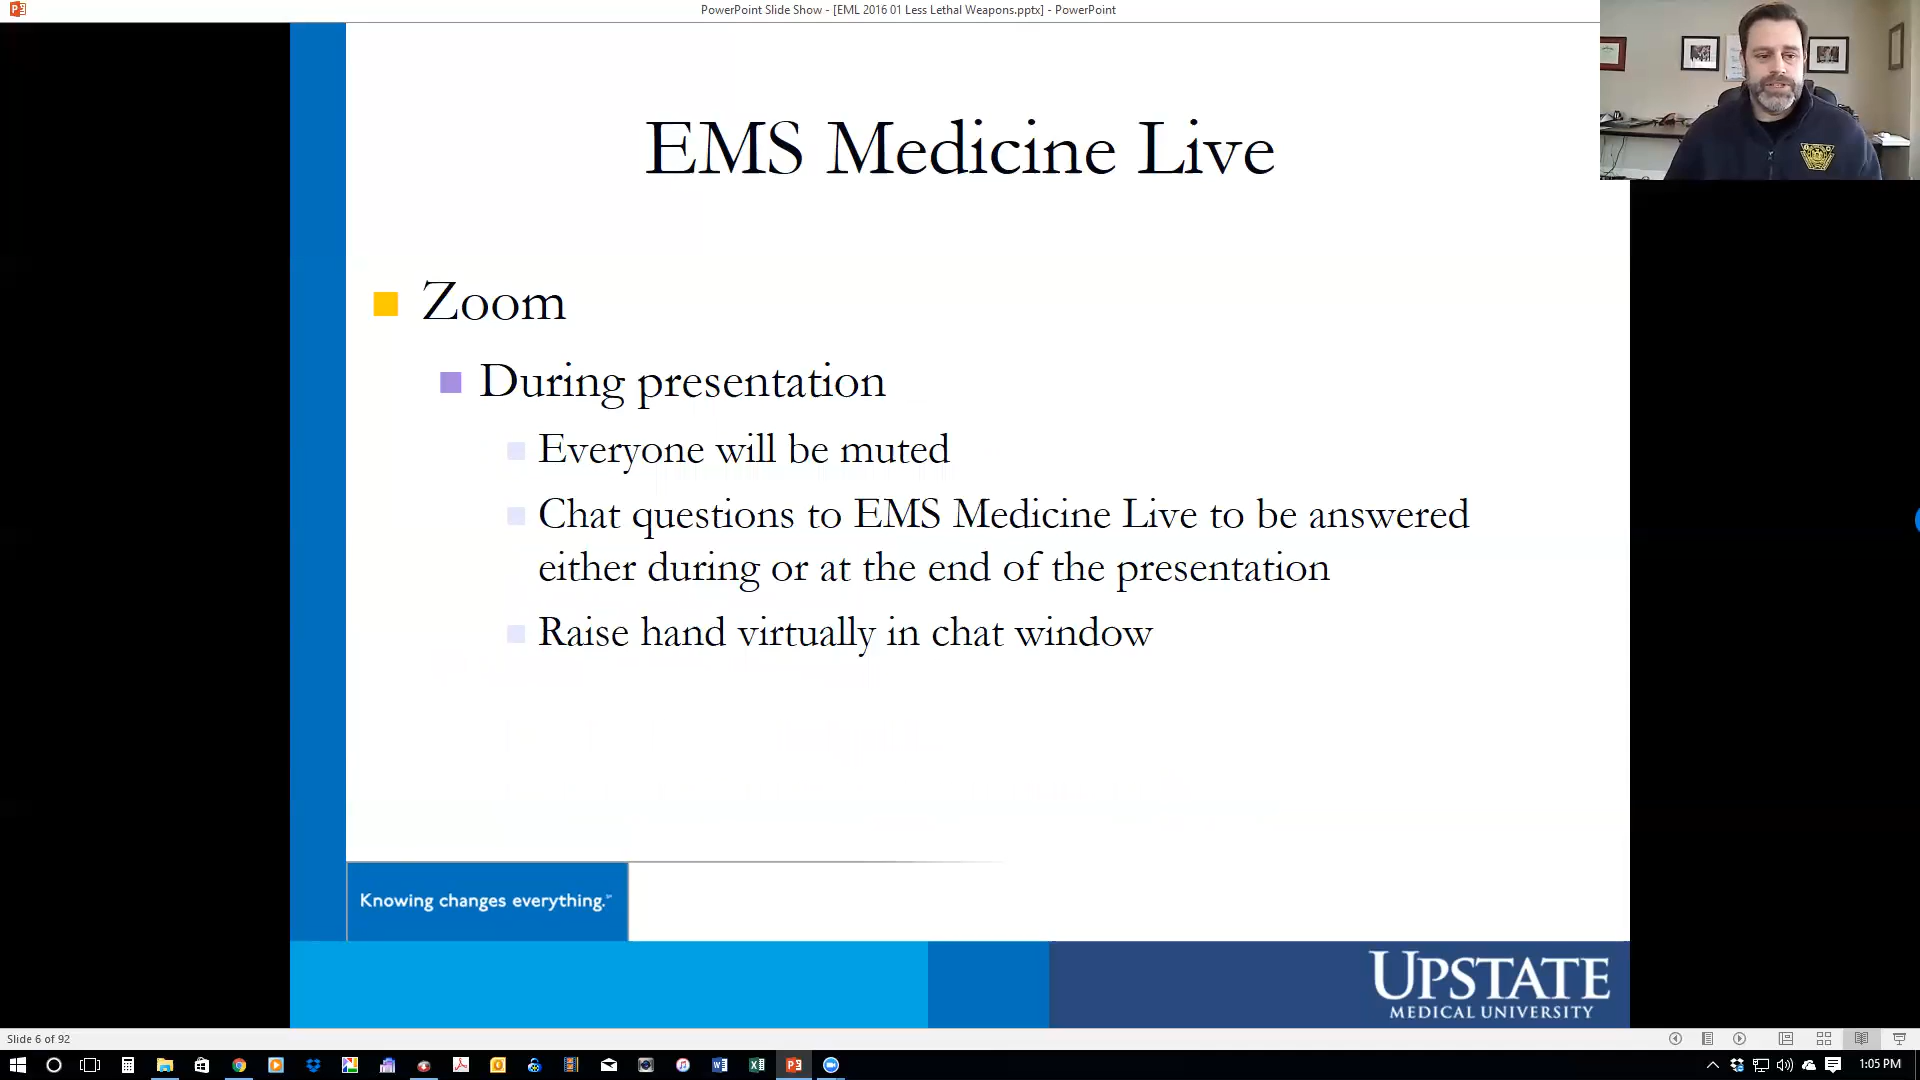 PowerPoint Slide Show - [EML 2016 01 Less Lethal Weapons.pptx] - PowerPoint
EMS Medicine Live
Zoom
During presentation
Everyone will be muted
Chat questions to EMS Medicine Live to be answered
either during or at the end of the presentation
Raise hand virtually in chat window
Knowing changes everything.
UPSTATE
MEDICAL UNIVERSITY
Slide 6 of 92
1:05 PM